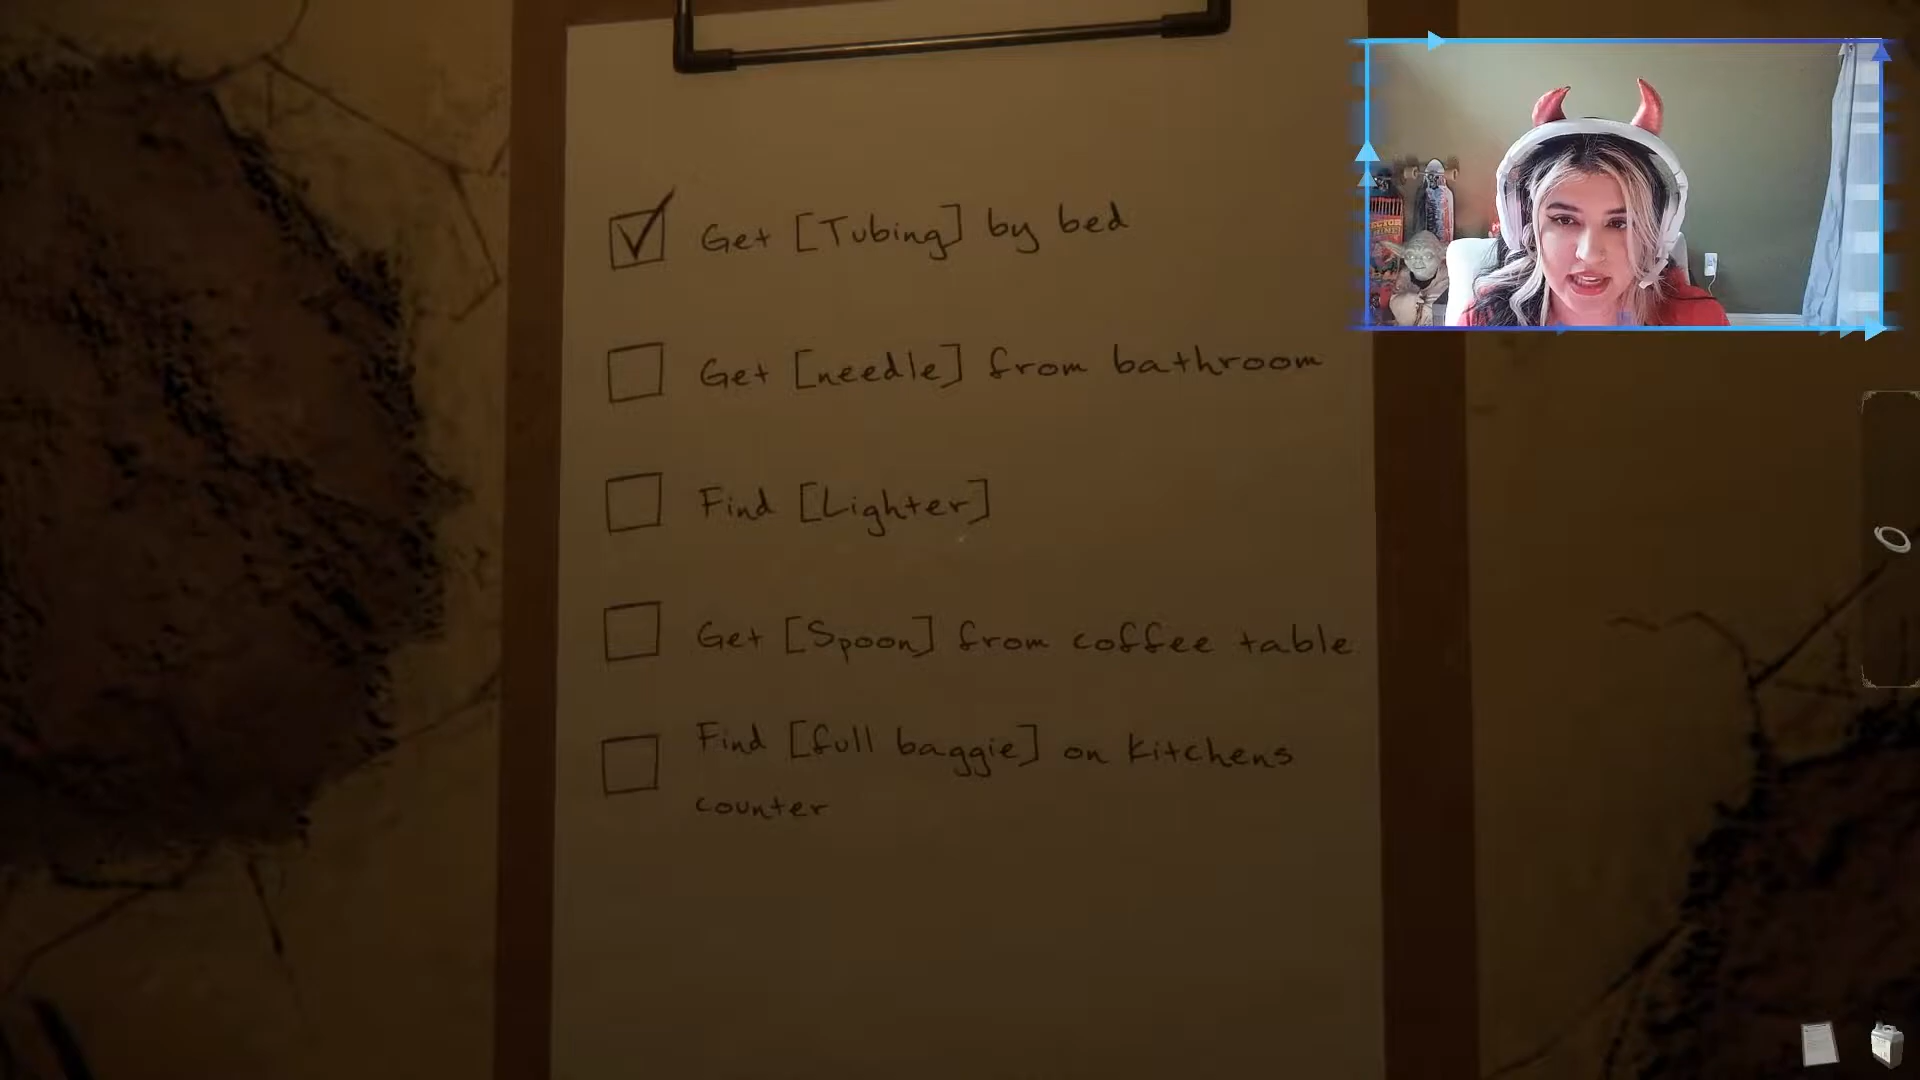 Get [Tubing] by bed
Get [needle] from bathroom
Find [Lighter]
Get [Spoon] from coffee table
Find [full baggie] on kitchens
counter